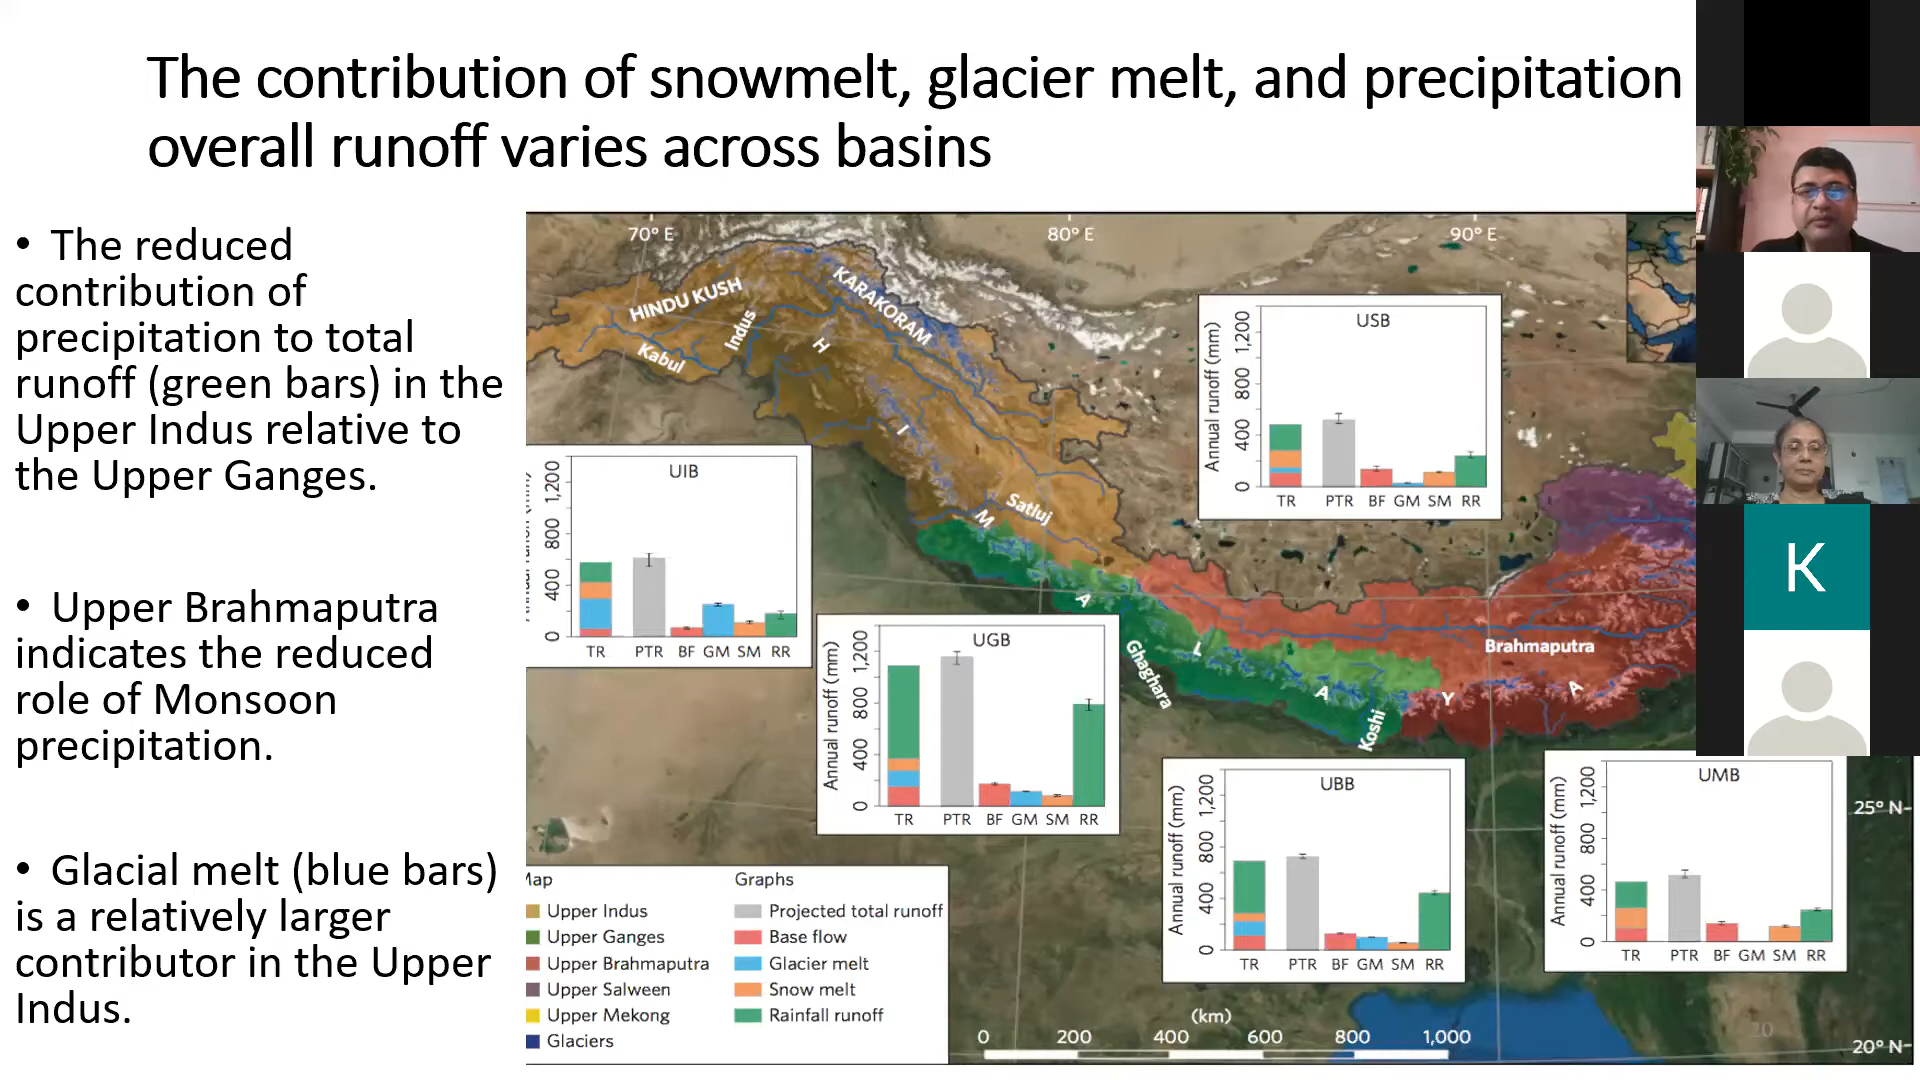 The contribution of snowmelt, glacier melt, and precipitation
overall runoff varies across basins
• The reduced
contribution of
precipitation to total
runoff (green bars) in the
Upper Indus relative to
the Upper Ganges.
• Upper Brahmaputra
indicates the reduced
role of Monsoon
precipitation.
• Glacial melt (blue bars)
is a relatively larger
contributor in the Upper
Indus.
70° E
80° E
90° E
HINDU KUSH
KARAKORAM
Indus
Kabul
Satluj
H
I
M
A
L
A
Y
A
Ghaghara
Koshi
Brahmaputra
USB
Annual runoff (mm)
1,200
800
400
0
TR PTR BF GM SM RR
UIB
1,200
800
400
0
TR PTR BF GM SM RR
UGB
Annual runoff (mm)
1,200
800
400
0
TR PTR BF GM SM RR
UBB
Annual runoff (mm)
1,200
800
400
0
TR PTR BF GM SM RR
UMB
Annual runoff (mm)
1,200
800
400
0
TR PTR BF GM SM RR
25° N
20° N
Graphs
Upper Indus
Upper Ganges
Upper Brahmaputra
Upper Salween
Upper Mekong
Glaciers
Projected total runoff
Base flow
Glacier melt
Snow melt
Rainfall runoff
(km)
0 200 400 600 800 1,000
20
K